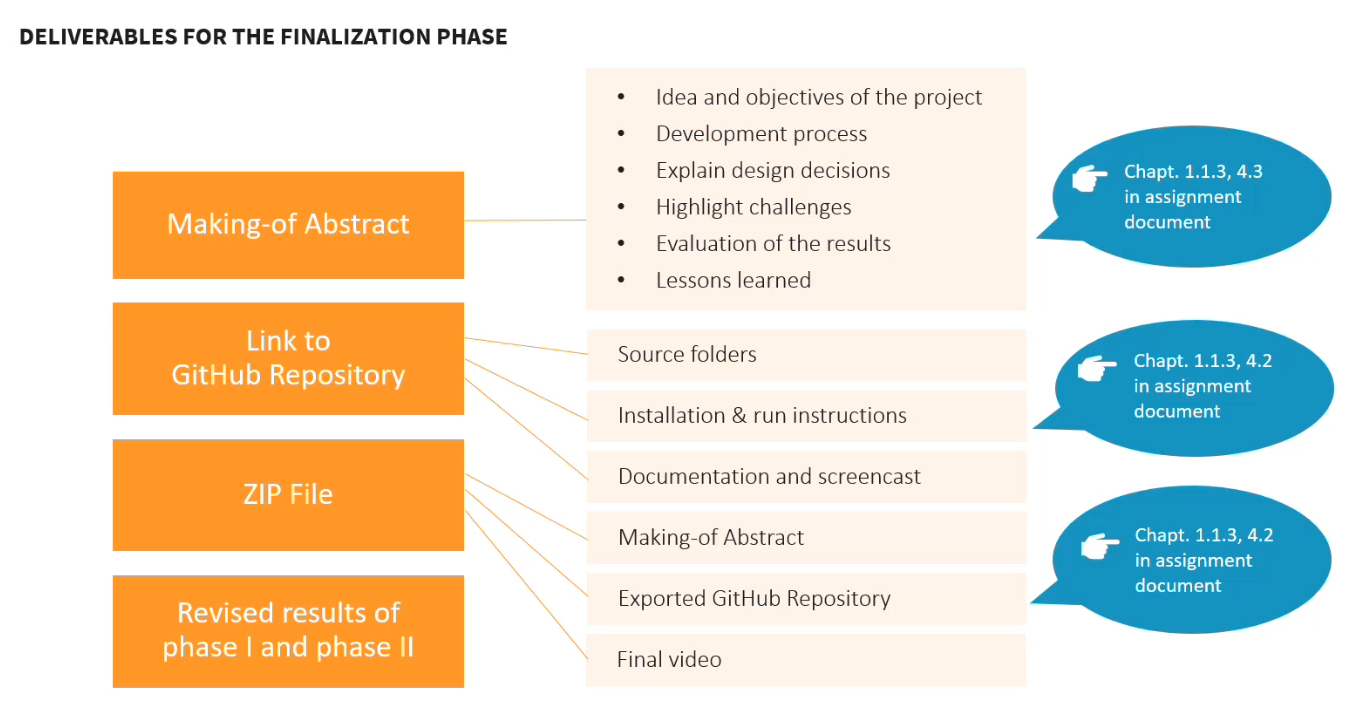 DELIVERABLES FOR THE FINALIZATION PHASE
Making-of Abstract
• Idea and objectives of the project
• Development process
• Explain design decisions
• Highlight challenges
• Evaluation of the results
• Lessons learned
Chapt. 1.1.3, 4.3
in assignment
document
Link to
GitHub Repository
Source folders
Installation & run instructions
Documentation and screencast
Chapt. 1.1.3, 4.2
in assignment
document
ZIP File
Making-of Abstract
Exported GitHub Repository
Final video
Chapt. 1.1.3, 4.2
in assignment
document
Revised results of
phase I and phase II